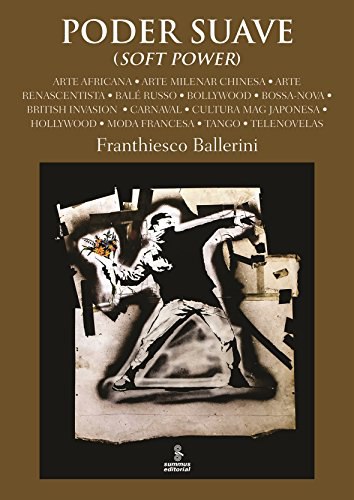 PODER SUAVE
(SOFT POWER)
ARTE AFRICANA • ARTE MILENAR CHINESA • ARTE
RENASCENTISTA • BALÉ RUSSO • BOLLYWOOD • BOSSA-NOVA •
BRITISH INVASION • CARNAVAL • CULTURA MAG JAPONESA •
HOLLYWOOD • MODA FRANCESA • TANGO • TELENOVELAS
Franthiesco Ballerini
summus
editorial